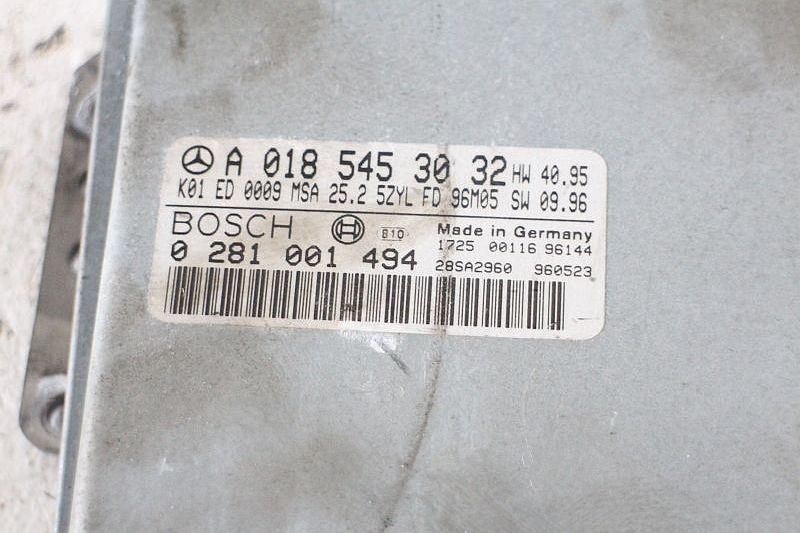 A 018 545 30 32 HW 40.95
K01 ED 0009 MSA 25.2 5ZYL FD 96M05 SW 09.96
BOSCH B10 Made in Germany
1725 00116 96144
0 281 001 494 28SA2960 960523